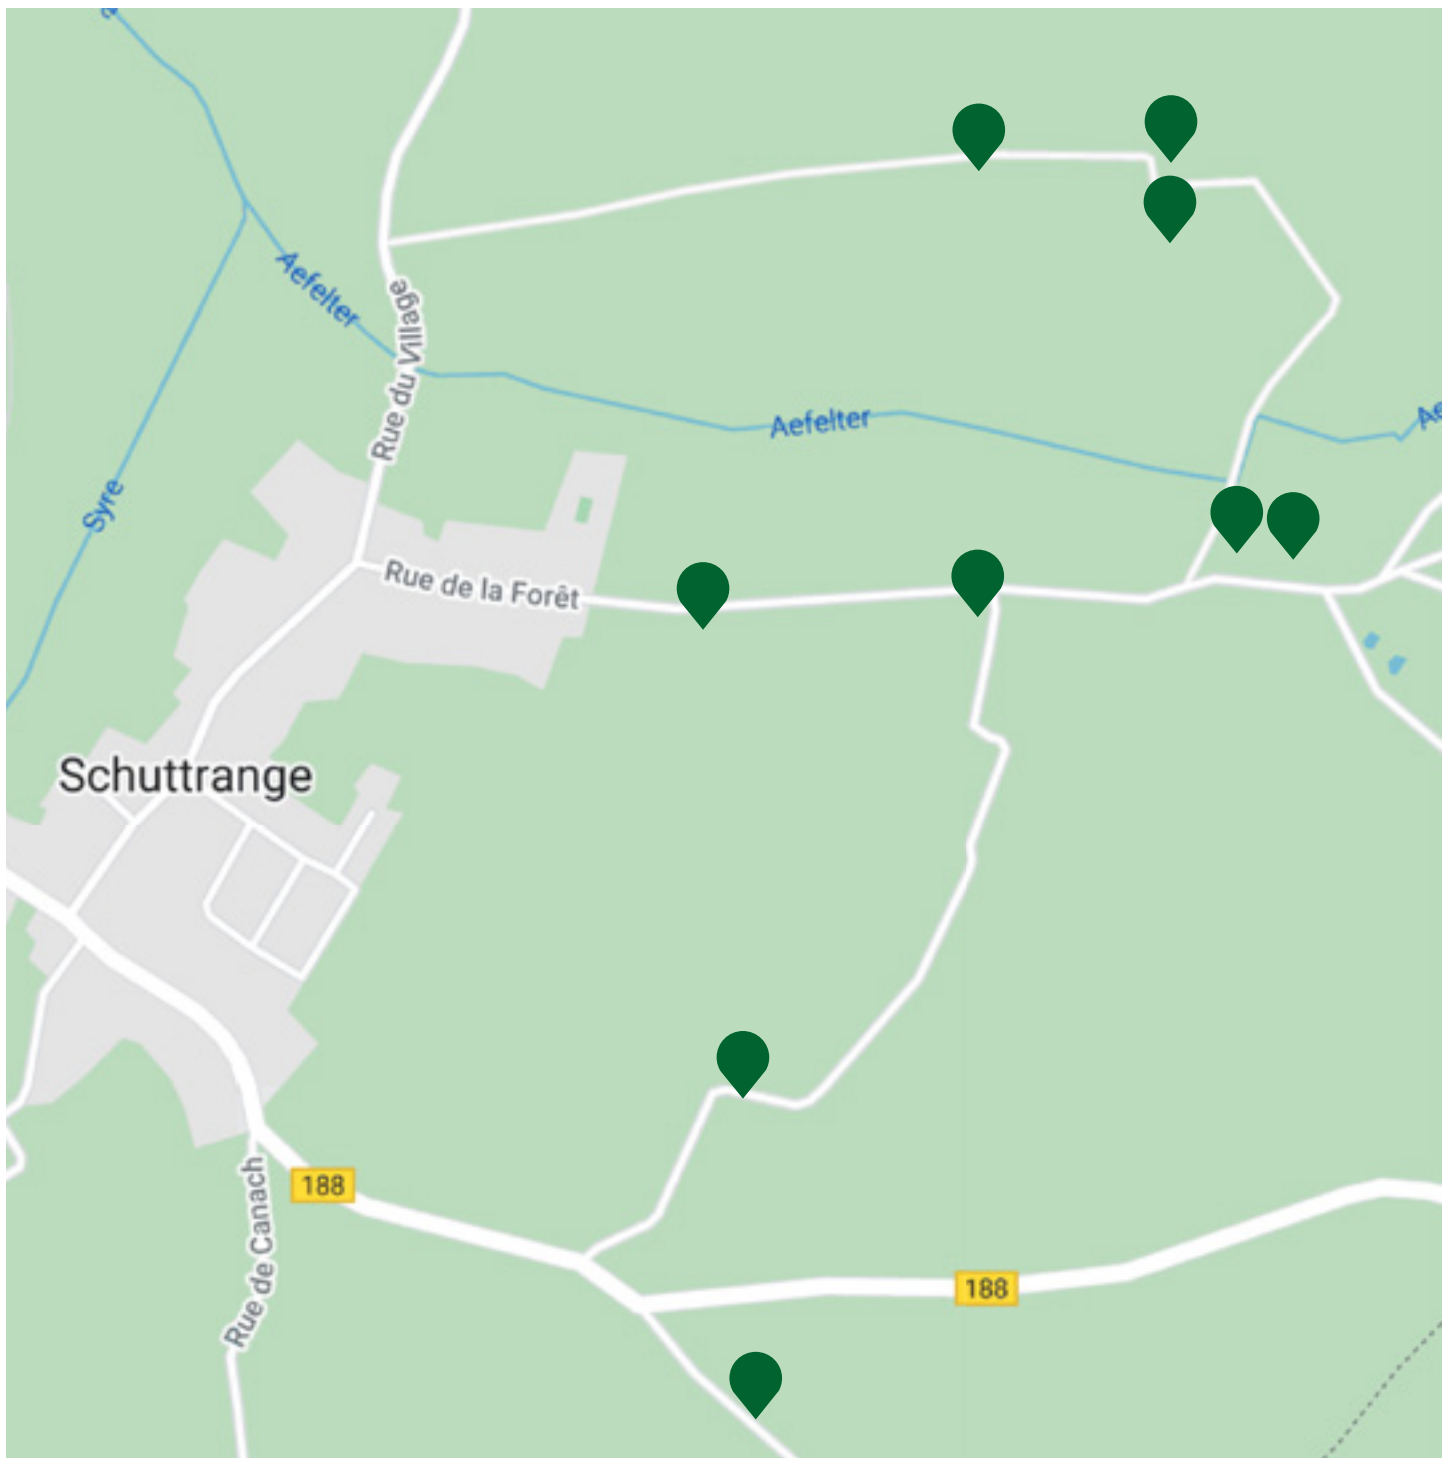 Aefelter
Rue du Village
Aefelter
Syre
Rue de la Forêt
Schuttrange
188
Rue de Canach
188